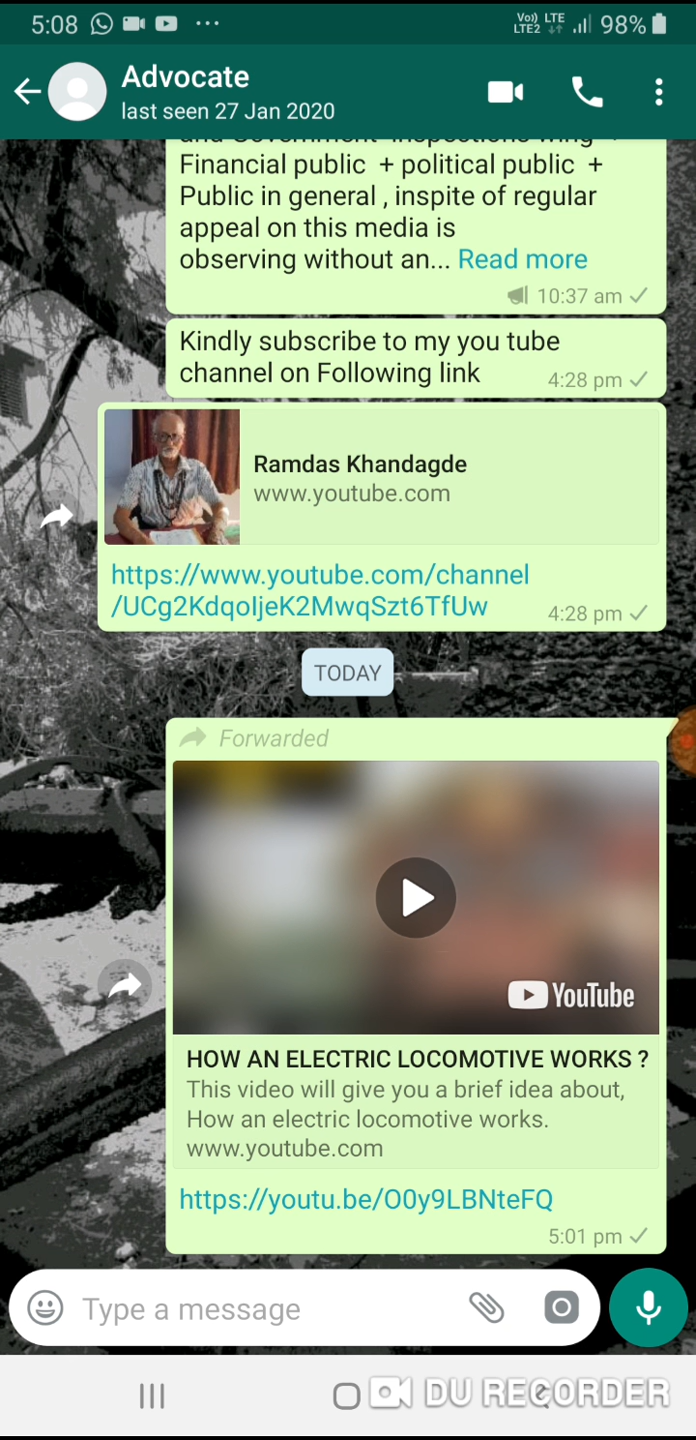 5:08
Vo)) LTE
LTE2
98%
Advocate
last seen 27 Jan 2020
and Government inspections wing +
Financial public + political public +
Public in general , inspite of regular
appeal on this media is
observing without an... Read more
10:37 am
Kindly subscribe to my you tube
channel on Following link
4:28 pm
Ramdas Khandagde
www.youtube.com
https://www.youtube.com/channel
/UCg2KdqoIjeK2MwqSzt6TfUw
4:28 pm
TODAY
Forwarded
YouTube
HOW AN ELECTRIC LOCOMOTIVE WORKS ?
This video will give you a brief idea about,
How an electric locomotive works.
www.youtube.com
https://youtu.be/O0y9LBNteFQ
5:01 pm
Type a message
DU RECORDER